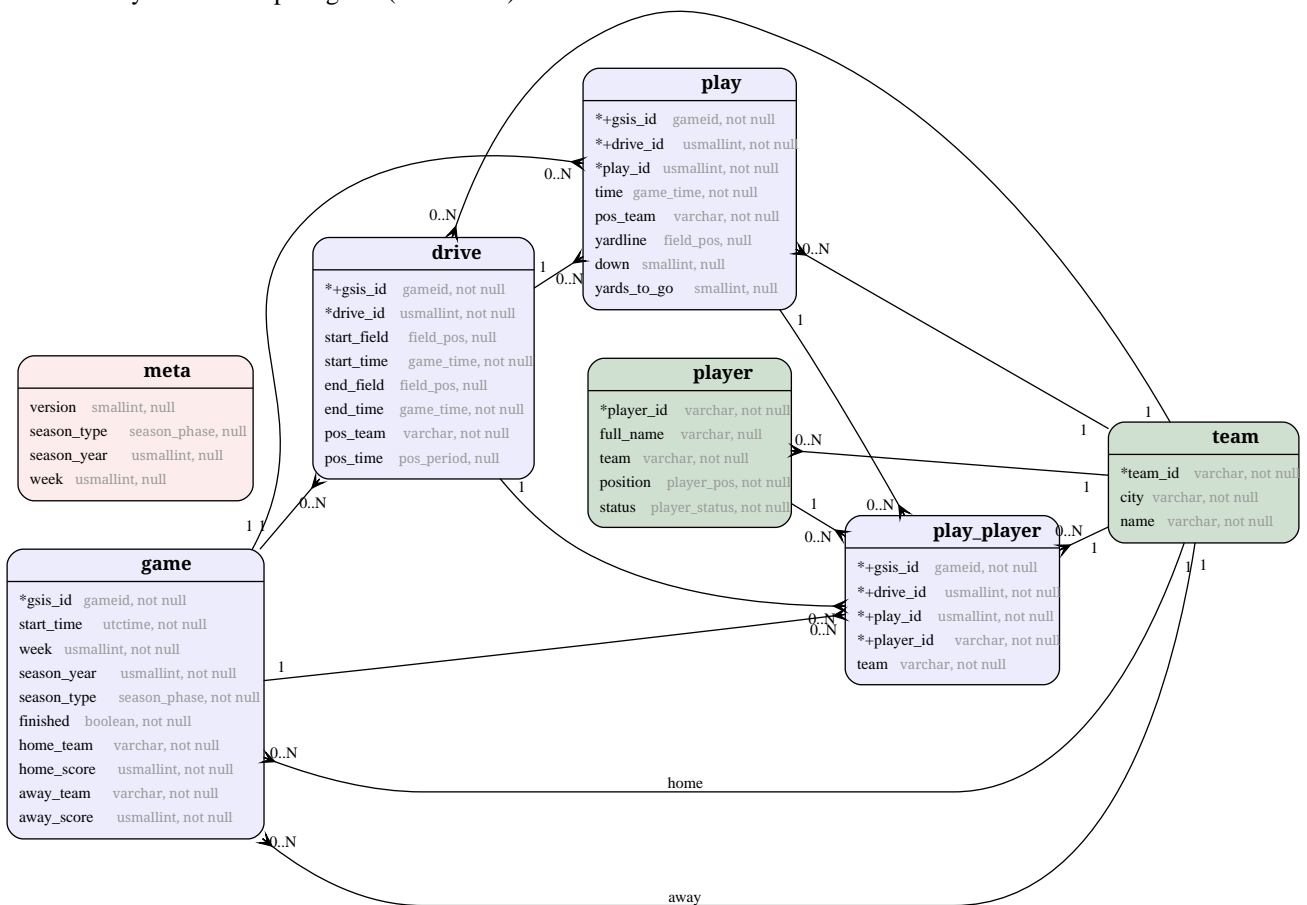 play
*+gsis_id gameid, not null
*+drive_id usmallint, not null
*play_id usmallint, not null
time game_time, not null
pos_team varchar, not null
yardline field_pos, null
down smallint, null
yards_to_go smallint, null
drive
*+gsis_id gameid, not null
*drive_id usmallint, not null
start_field field_pos, null
start_time game_time, not null
end_field field_pos, null
end_time game_time, not null
pos_team varchar, not null
pos_time pos_period, null
meta
version smallint, null
season_type season_phase, null
season_year usmallint, null
week usmallint, null
player
*player_id varchar, not null
full_name varchar, null
team varchar, not null
position player_pos, not null
status player_status, not null
team
*team_id varchar, not null
city varchar, not null
name varchar, not null
play_player
*+gsis_id gameid, not null
*+drive_id usmallint, not null
*+play_id usmallint, not null
*+player_id varchar, not null
team varchar, not null
game
*gsis_id gameid, not null
start_time utctime, not null
week usmallint, not null
season_year usmallint, not null
season_type season_phase, not null
finished boolean, not null
home_team varchar, not null
home_score usmallint, not null
away_team varchar, not null
away_score usmallint, not null
0..N
0..N
1
0..N
0..N
1
1
1
0..N
1
0..N
1
1
0..N
0..N
1
0..N
1 1
0..N
1
0..N
0..N
1
1 1
0..N
home
0..N
away